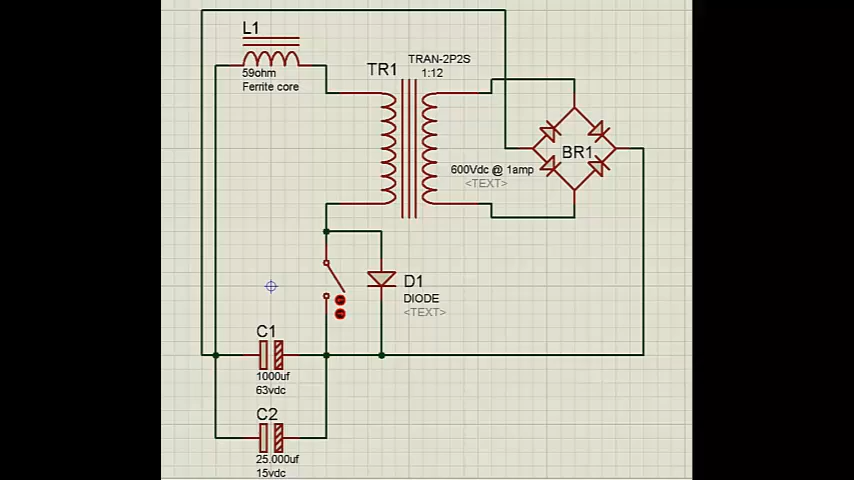 L1
59ohm
Ferrite core
TR1
TRAN-2P2S
1:12
BR1
600Vdc @ 1amp
<TEXT>
D1
DIODE
<TEXT>
C1
1000uf
63vdc
C2
25.000uf
15vdc